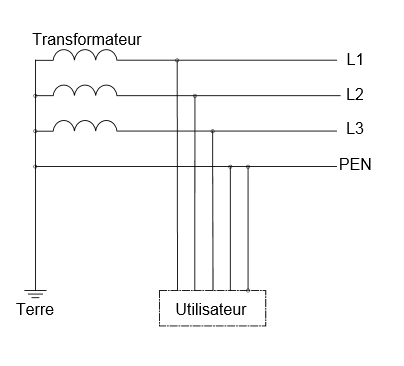 Transformateur
L1
L2
L3
PEN
Terre
Utilisateur